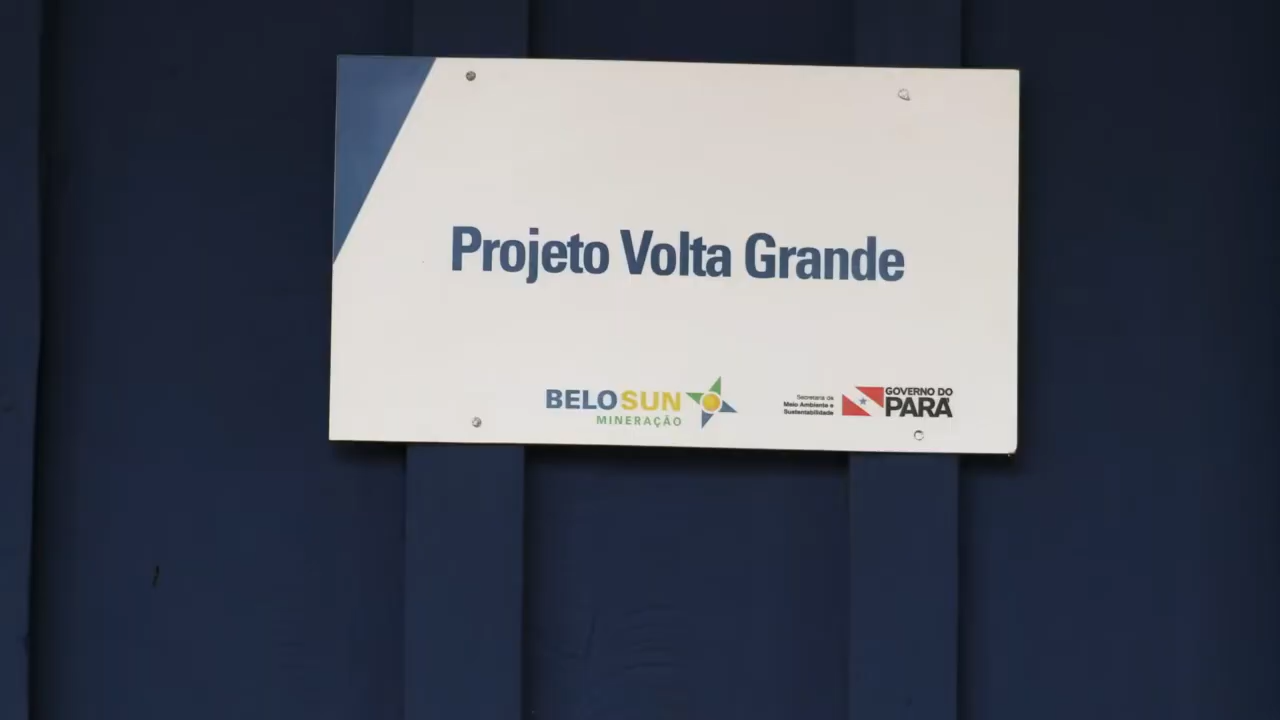 Projeto Volta Grande
BELO SUN
MINERAÇÃO
Secretaria de
Meio Ambiente e
Sustentabilidade
GOVERNO DO
PARÁ